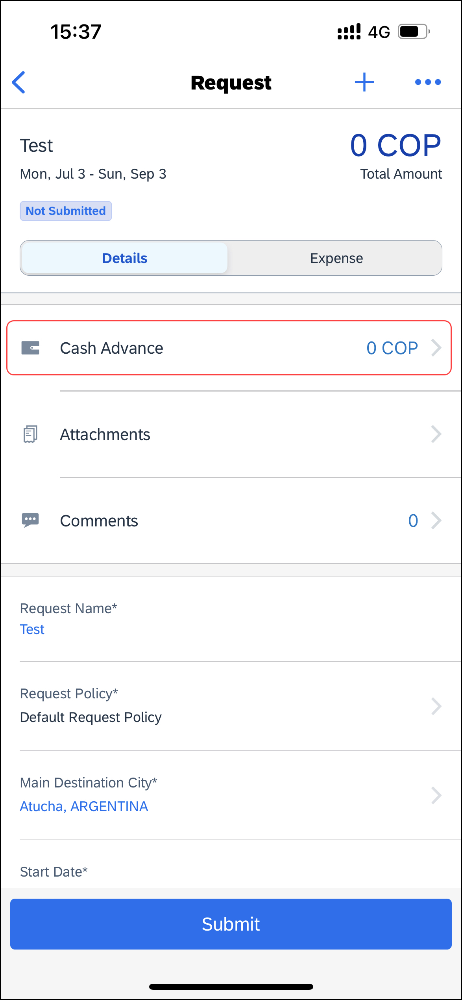 15:37
4G
Request
Test
0 COP
Mon, Jul 3 - Sun, Sep 3
Total Amount
Not Submitted
Details
Expense
Cash Advance
0 COP
Attachments
Comments
0
Request Name*
Test
Request Policy*
Default Request Policy
Main Destination City*
Atucha, ARGENTINA
Start Date*
Submit